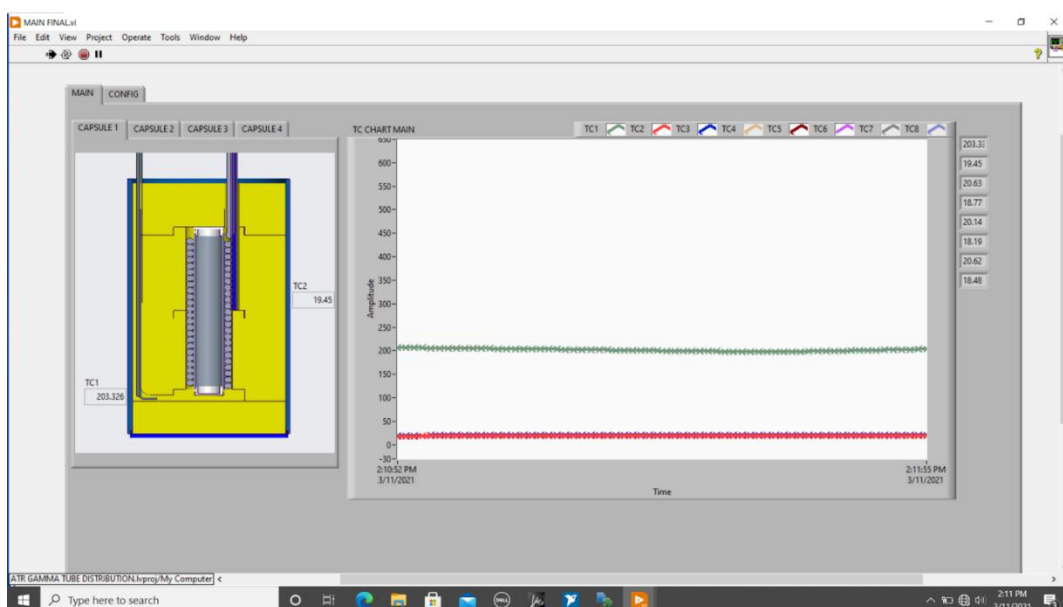 MAIN FINAL.vi
File Edit View Project Operate Tools Window Help
MAIN CONFIG
CAPSULE 1 CAPSULE 2 CAPSULE 3 CAPSULE 4
TC CHART MAIN
TC1 TC2 TC3 TC4 TC5 TC6 TC7 TC8
650
600
550
500
450
400
350
300
250
200
150
100
50
0
-30
Amplitude
2:10:52 PM
3/11/2021
2:11:55 PM
3/11/2021
Time
TC2
19.45
TC1
203.326
203.33
19.45
20.63
18.77
20.14
18.19
20.62
18.48
ATR GAMMA TUBE DISTRIBUTION.lvproj/My Computer
Type here to search
DELL
2:11 PM
3/11/2021